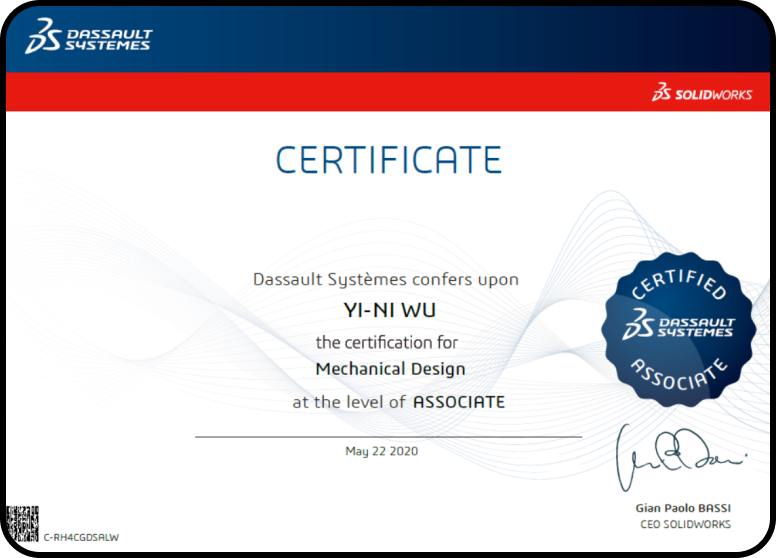 DASSAULT
SYSTEMES
SOLIDWORKS
CERTIFICATE
Dassault Systèmes confers upon
YI-NI WU
the certification for
Mechanical Design
at the level of ASSOCIATE
May 22 2020
CERTIFIED
DASSAULT
SYSTEMES
ASSOCIATE
Gian Paolo BASSI
CEO SOLIDWORKS
C-RH4CGDSALW